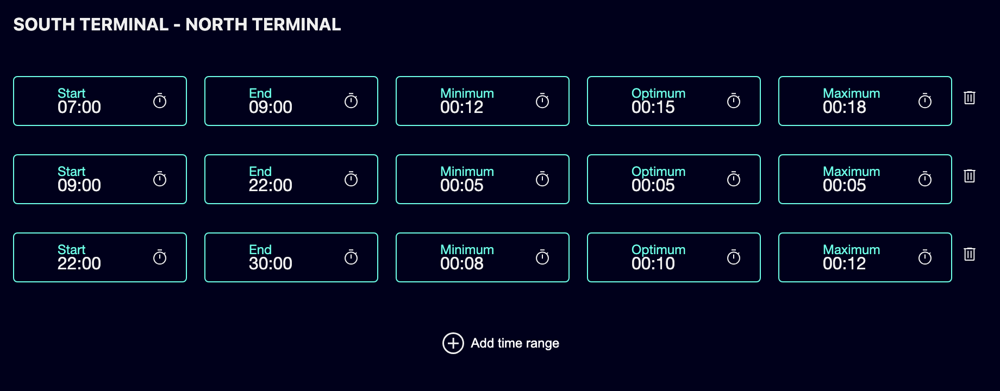 SOUTH TERMINAL - NORTH TERMINAL
Start End Minimum Optimum Maximum
07:00 09:00 00:12 00:15 00:18
Start End Minimum Optimum Maximum
09:00 22:00 00:05 00:05 00:05
Start End Minimum Optimum Maximum
22:00 30:00 00:08 00:10 00:12
Add time range